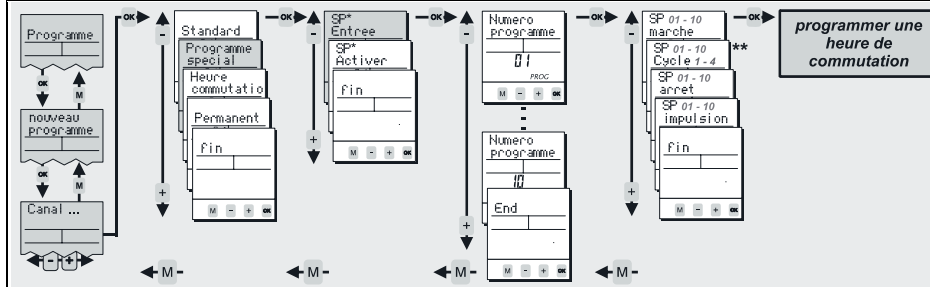 Programme
OK
M
nouveau
programme
OK
M
Canal ...
- +
OK
-
+
Standard
Programme
special
Heure
commutatio
Permanent
fin
M - + OK
M
OK
-
+
SP*
Entree
SP*
Activer
fin
M - + OK
M
OK
-
+
Numero
programme
01
PROG
M - + OK
Numero
programme
10
End
M - + OK
M
OK
-
+
SP 01 - 10
marche
SP 01 - 10 **
Cycle 1 - 4
SP 01 - 10
arret
SP 01 - 10
impulsion
fin
M - + OK
M
OK
programmer une
heure de
commutation